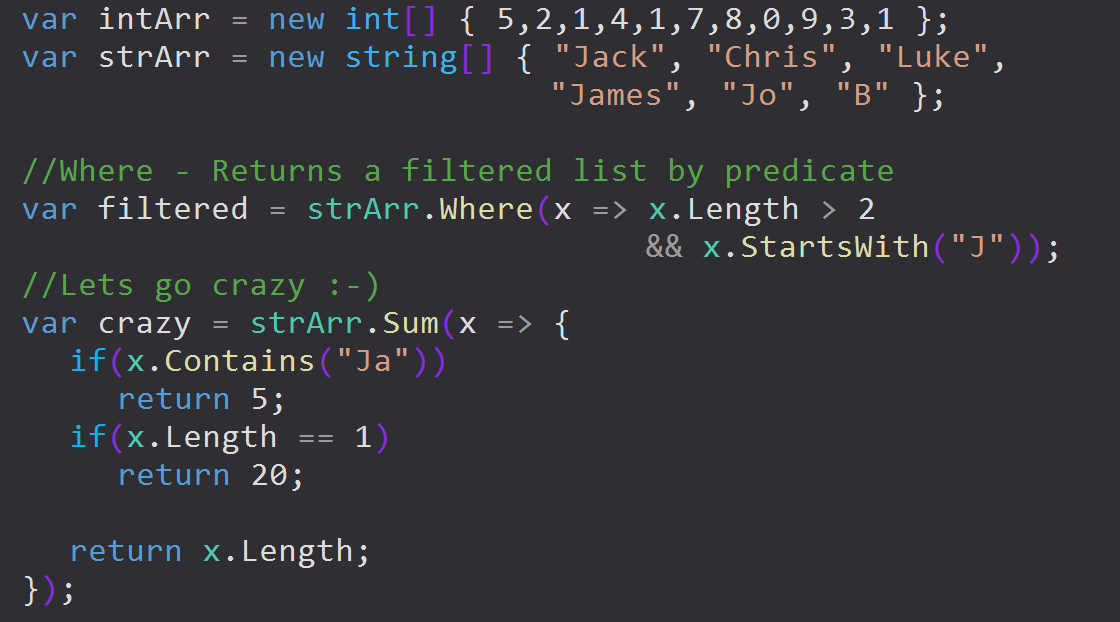 var intArr = new int[] { 5,2,1,4,1,7,8,0,9,3,1 };
var strArr = new string[] { "Jack", "Chris", "Luke",
"James", "Jo", "B" };
//Where - Returns a filtered list by predicate
var filtered = strArr.Where(x => x.Length > 2
&& x.StartsWith("J"));
//Lets go crazy :-)
var crazy = strArr.Sum(x => {
if(x.Contains("Ja"))
return 5;
if(x.Length == 1)
return 20;
return x.Length;
});